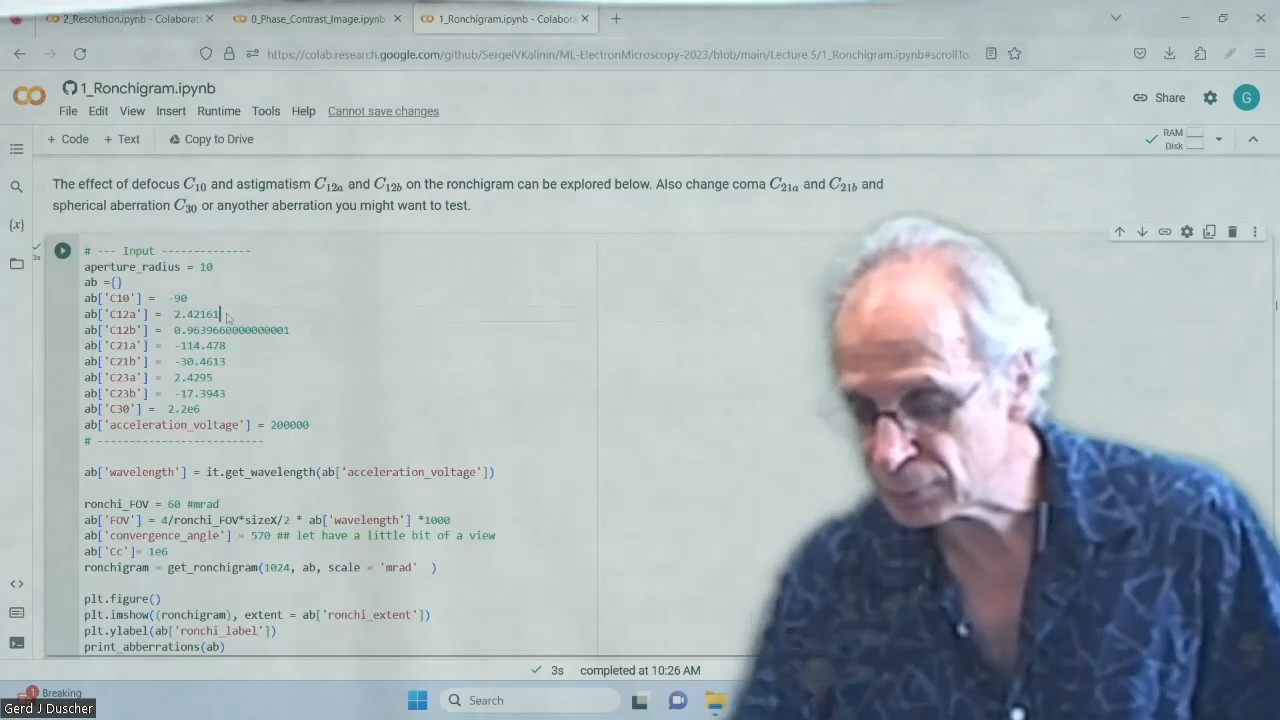 2_Resolution.ipynb - Colaborat
0_Phase_Contrast_Image.ipynb
1_Ronchigram.ipynb - Colabora
https://colab.research.google.com/github/SergeiVKalinin/ML-ElectronMicroscopy-2023/blob/main/Lecture 5/1_Ronchigram.ipynb#scrollTo
1_Ronchigram.ipynb
File Edit View Insert Runtime Tools Help Cannot save changes
Share
G
+ Code + Text Copy to Drive
RAM
Disk
The effect of defocus C10 and astigmatism C12a and C12b on the ronchigram can be explored below. Also change coma C21a and C21b and
spherical aberration C30 or anyother aberration you might want to test.
{x}
3s
# --- Input --------------
aperture_radius = 10
ab ={}
ab['C10'] = -90
ab['C12a'] = 2.42161
ab['C12b'] = 0.9639660000000001
ab['C21a'] = -114.478
ab['C21b'] = -30.4613
ab['C23a'] = 2.4295
ab['C23b'] = -17.3943
ab['C30'] = 2.2e6
ab['acceleration_voltage'] = 200000
# --------------------------
ab['wavelength'] = it.get_wavelength(ab['acceleration_voltage'])
ronchi_FOV = 60 #mrad
ab['FOV'] = 4/ronchi_FOV*sizeX/2 * ab['wavelength'] *1000
ab['convergence_angle'] = 570 ## let have a little bit of a view
ab['Cc']= 1e6
ronchigram = get_ronchigram(1024, ab, scale = 'mrad' )
plt.figure()
plt.imshow((ronchigram), extent = ab['ronchi_extent'])
plt.ylabel(ab['ronchi_label'])
print_abberrations(ab)
3s completed at 10:26 AM
1
Breaking
Search
Gerd J Duscher